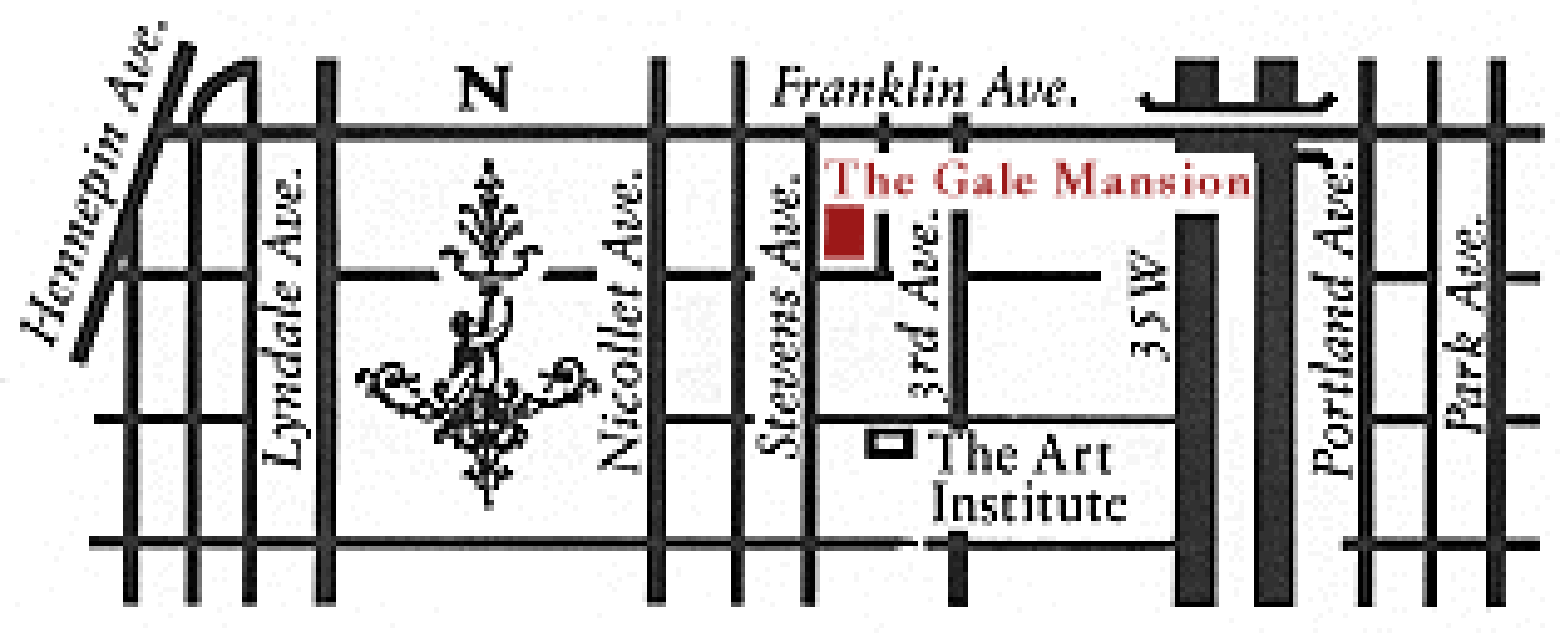 Hennepin Ave.
N
Franklin Ave.
Lyndale Ave.
Nicollet Ave.
Stevens Ave.
The Gale Mansion
3rd Ave.
35W
Portland Ave.
Park Ave.
The Art
Institute